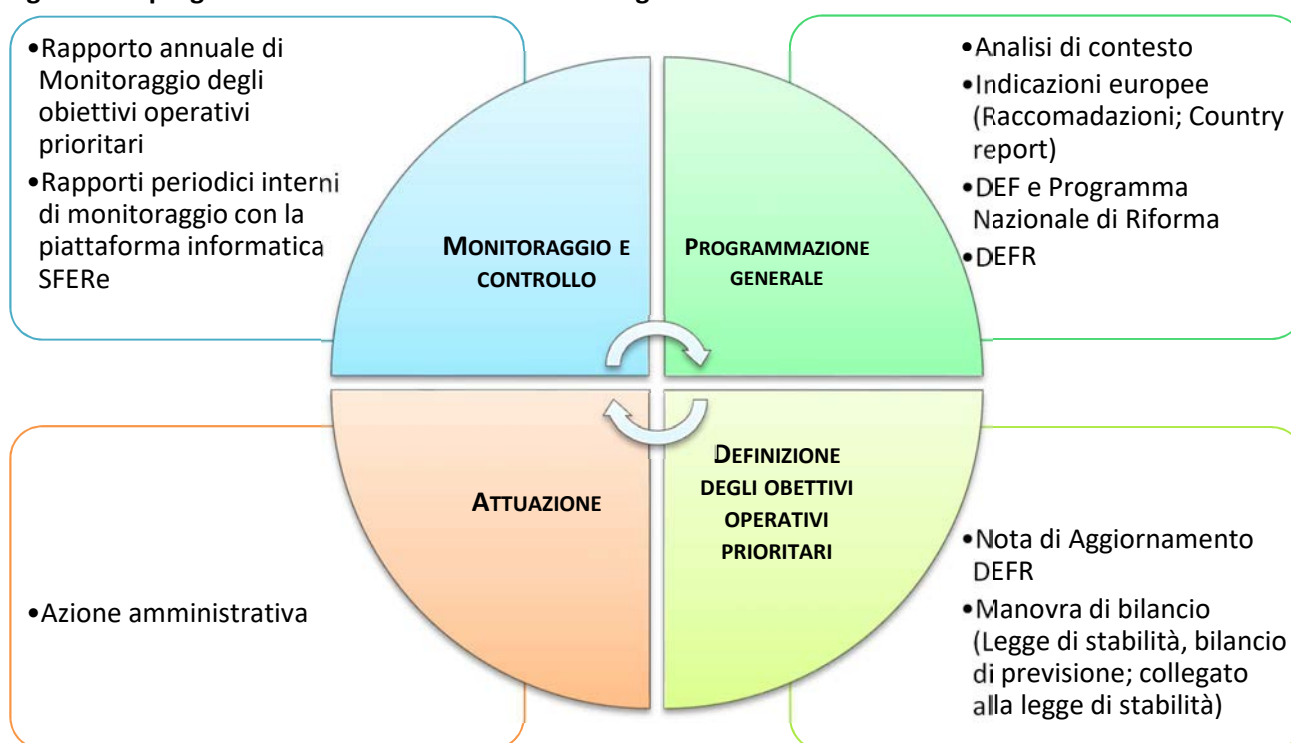 •Rapporto annuale di
Monitoraggio degli
obiettivi operativi
prioritari
•Rapporti periodici interni
di monitoraggio con la
piattaforma informatica
SFERe
MONITORAGGIO E
CONTROLLO
PROGRAMMAZIONE
GENERALE
•Analisi di contesto
•Indicazioni europee
(Raccomadazioni; Country
report)
•DEF e Programma
Nazionale di Riforma
•DEFR
•Azione amministrativa
ATTUAZIONE
DEFINIZIONE
DEGLI OBETTIVI
OPERATIVI
PRIORITARI
•Nota di Aggiornamento
DEFR
•Manovra di bilancio
(Legge di stabilità, bilancio
di previsione; collegato
alla legge di stabilità)